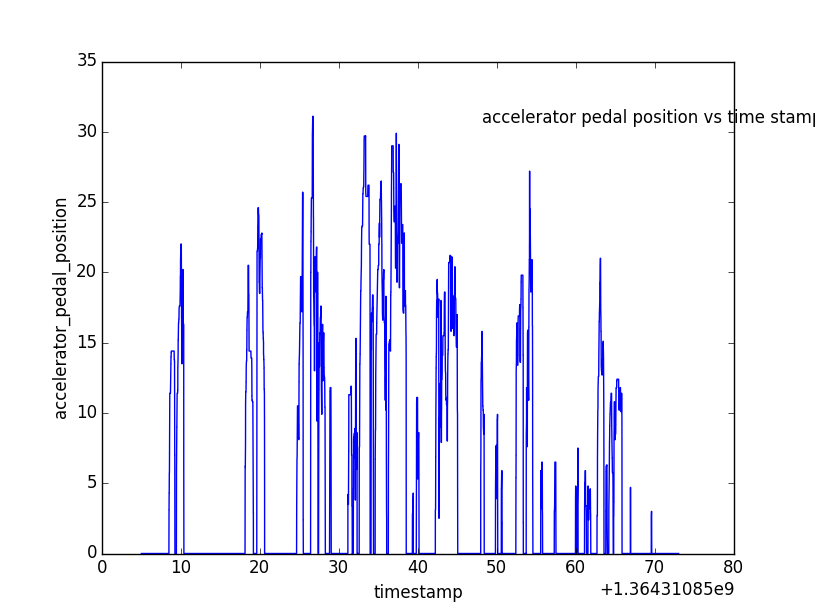 35
30
25
20
15
10
5
0
accelerator pedal position vs time stamp
accelerator_pedal_position
0 10 20 30 40 50 60 70 80
+1.36431085e9
timestamp